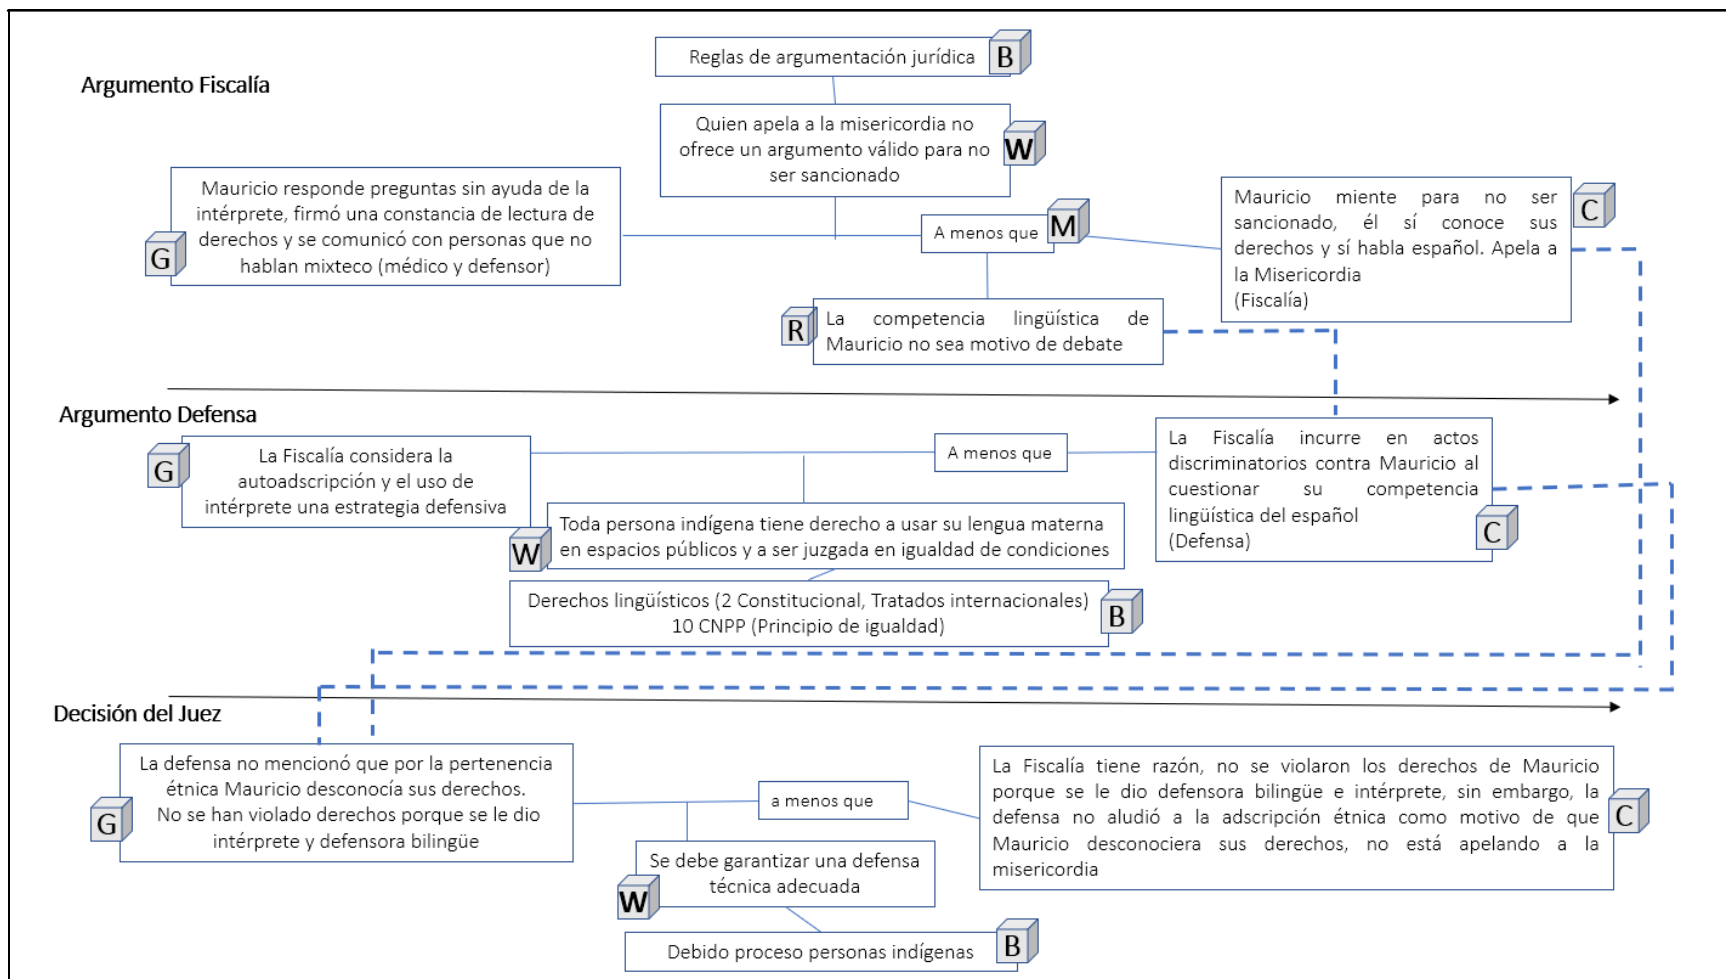 Argumento Fiscalía
Reglas de argumentación jurídica
B
Quien apela a la misericordia no
ofrece un argumento válido para no
ser sancionado
W
Mauricio responde preguntas sin ayuda de la
intérprete, firmó una constancia de lectura de
derechos y se comunicó con personas que no
hablan mixteco (médico y defensor)
G
A menos que
M
Mauricio miente para no ser
sancionado, él sí conoce sus
derechos y sí habla español. Apela a
la Misericordia
(Fiscalía)
C
R
La competencia lingüística de
Mauricio no sea motivo de debate
Argumento Defensa
G
La Fiscalía considera la
autoadscripción y el uso de
intérprete una estrategia defensiva
A menos que
La Fiscalía incurre en actos
discriminatorios contra Mauricio al
cuestionar su competencia
lingüística del español
(Defensa)
C
Toda persona indígena tiene derecho a usar su lengua materna
en espacios públicos y a ser juzgada en igualdad de condiciones
W
Derechos lingüísticos (2 Constitucional, Tratados internacionales)
10 CNPP (Principio de igualdad)
B
Decisión del Juez
La defensa no mencionó que por la pertenencia
étnica Mauricio desconocía sus derechos.
No se han violado derechos porque se le dio
intérprete y defensora bilingüe
G
a menos que
La Fiscalía tiene razón, no se violaron los derechos de Mauricio
porque se le dio defensora bilingüe e intérprete, sin embargo, la
defensa no aludió a la adscripción étnica como motivo de que
Mauricio desconociera sus derechos, no está apelando a la
misericordia
C
Se debe garantizar una defensa
técnica adecuada
W
Debido proceso personas indígenas
B